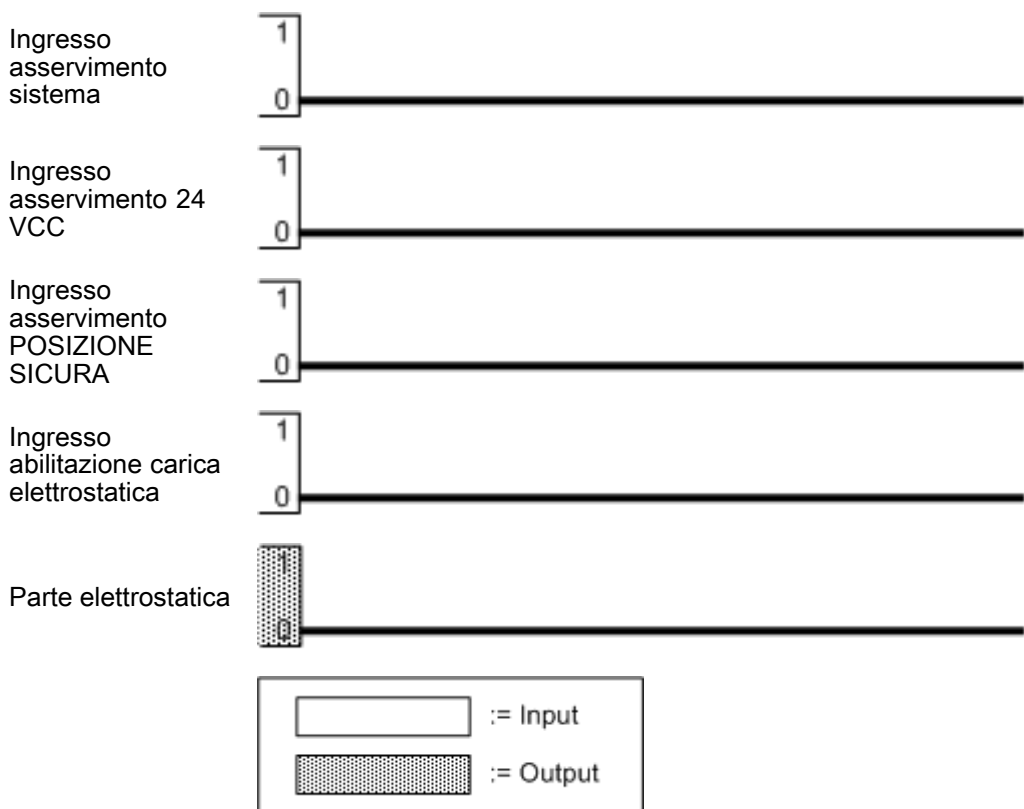 Ingresso
asservimento
sistema
1
0
Ingresso
asservimento 24
VCC
1
0
Ingresso
asservimento
POSIZIONE
SICURA
1
0
Ingresso
abilitazione carica
elettrostatica
1
0
Parte elettrostatica
1
0
:= Input
:= Output